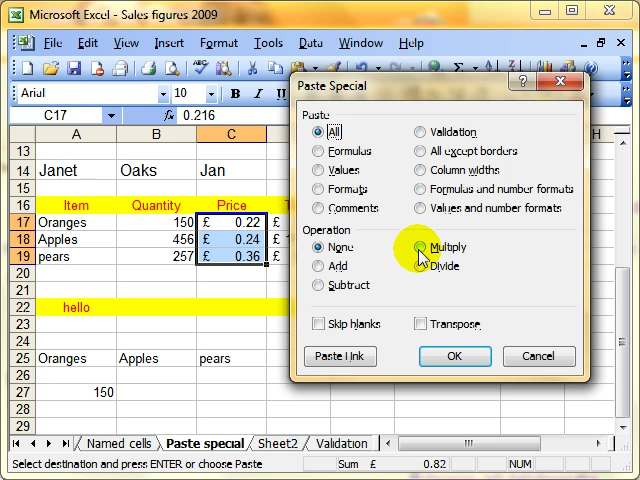 Microsoft Excel - Sales figures 2009
File Edit View Insert Format Tools Data Window Help
Arial 10 B I U
C17 fx 0.216
A B C H
13
14 Janet Oaks Jan
15
16 Item Quantity Price T
17 Oranges 150 £ 0.22 £
18 Apples 456 £ 0.24 £ 1
19 pears 257 £ 0.36 £
20
21
22 hello
23
24
25 Oranges Apples pears
26
27 150
28
29
Paste Special
Paste
All Validation
Formulas All except borders
Values Column widths
Formats Formulas and number formats
Comments Values and number formats
Operation
None Multiply
Add Divide
Subtract
Skip blanks Transpose
Paste Link OK Cancel
Named cells Paste special Sheet2 Validation
Select destination and press ENTER or choose Paste Sum £ 0.82 NUM